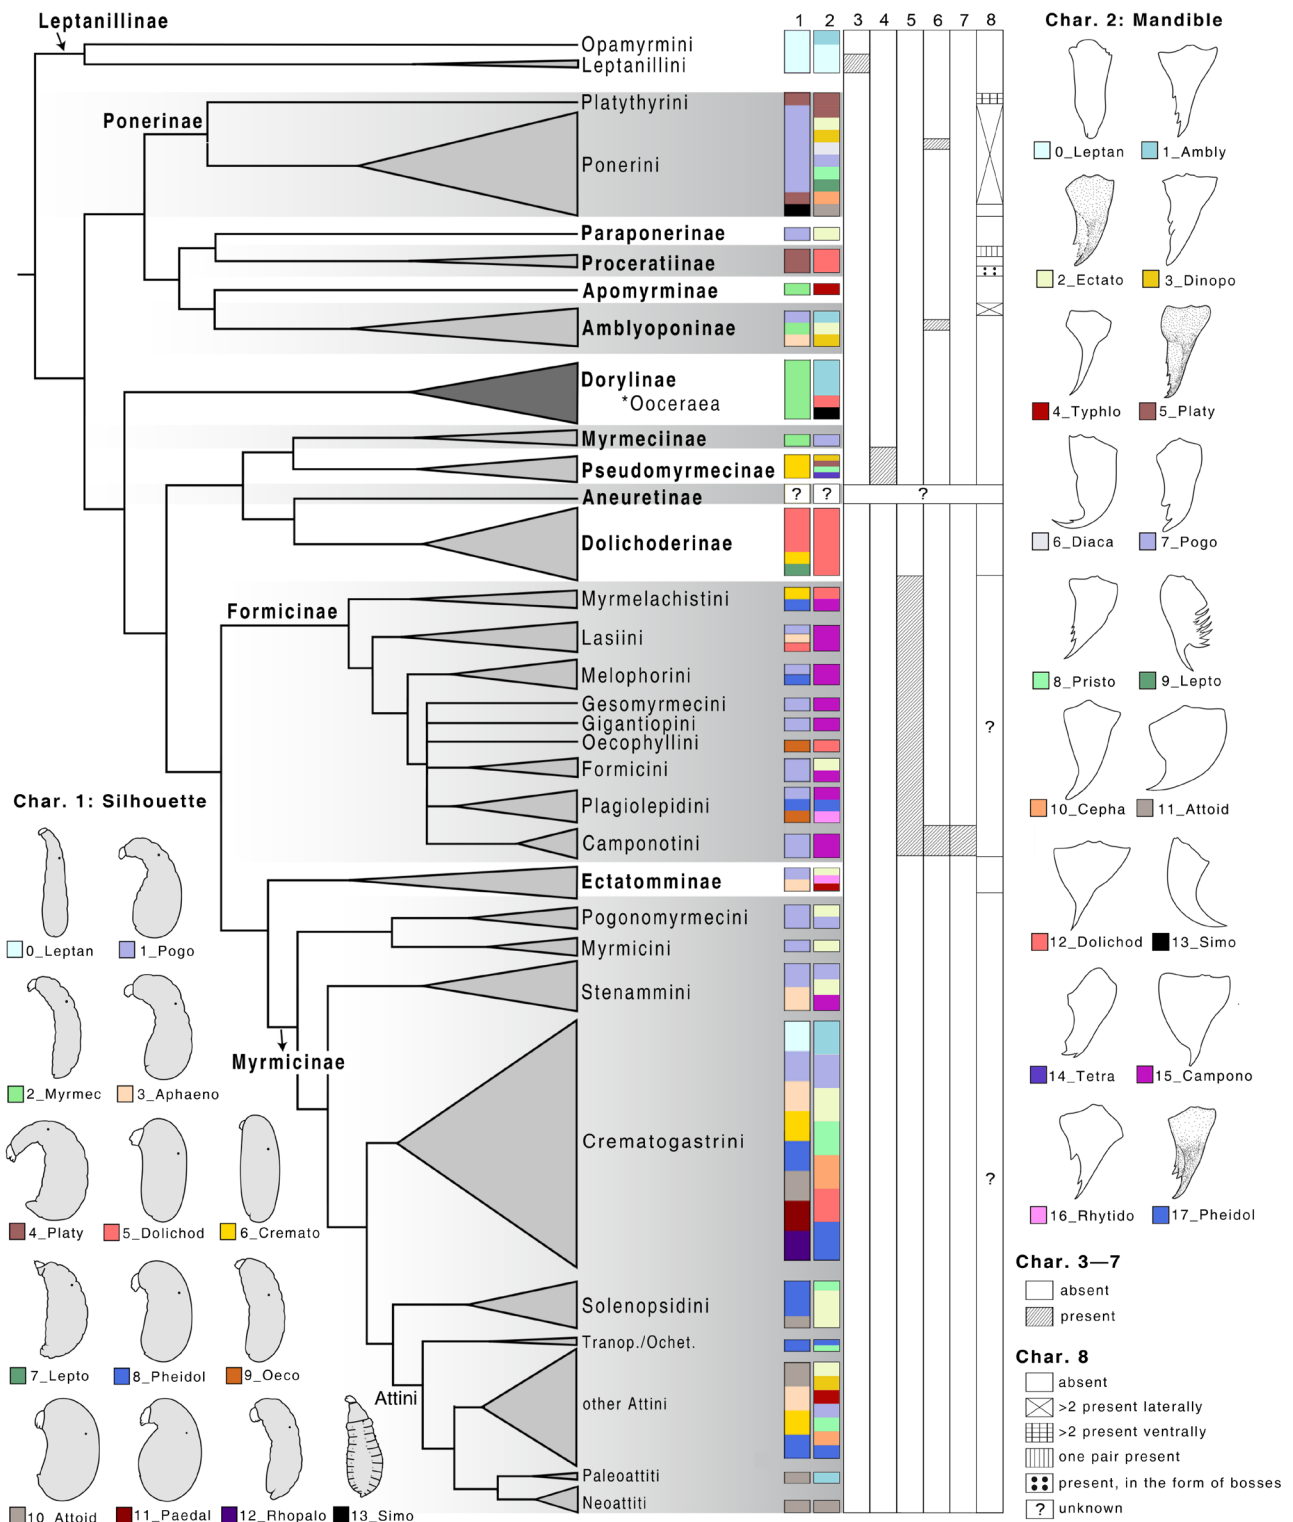 Leptanillinae
1 2 3 4 5 6 7 8
Opamyrmini
Leptanillini
Platythyrini
Ponerinae
Ponerini
Paraponerinae
Proceratiinae
Apomyrminae
Amblyoponinae
Dorylinae
*Ooceraea
Myrmeciinae
Pseudomyrmecinae
Aneuretinae
? ? ?
Dolichoderinae
Formicinae
Myrmelachistini
Lasiini
Melophorini
Gesomyrmecini
Gigantiopini
?
Oecophyllini
Formicini
Plagiolepidini
Camponotini
Ectatomminae
Pogonomyrmecini
Myrmicini
Stenammini
Myrmicinae
Crematogastrini
?
Solenopsidini
Tranop./Ochet.
Attini
other Attini
Paleoattiti
Neoattiti
Char. 1: Silhouette
0_Leptan
1_Pogo
2_Myrmec
3_Aphaeno
4_Platy
5_Dolichod
6_Cremato
7_Lepto
8_Pheidol
9_Oeco
10_Attoid
11_Paedal
12_Rhopalo
13_Simo
Char. 2: Mandible
0_Leptan
1_Ambly
2_Ectato
3_Dinopo
4_Typhlo
5_Platy
6_Diaca
7_Pogo
8_Pristo
9_Lepto
10_Cepha
11_Attoid
12_Dolichod
13_Simo
14_Tetra
15_Campono
16_Rhytido
17_Pheidol
Char. 3—7
absent
present
Char. 8
absent
>2 present laterally
>2 present ventrally
one pair present
present, in the form of bosses
? unknown